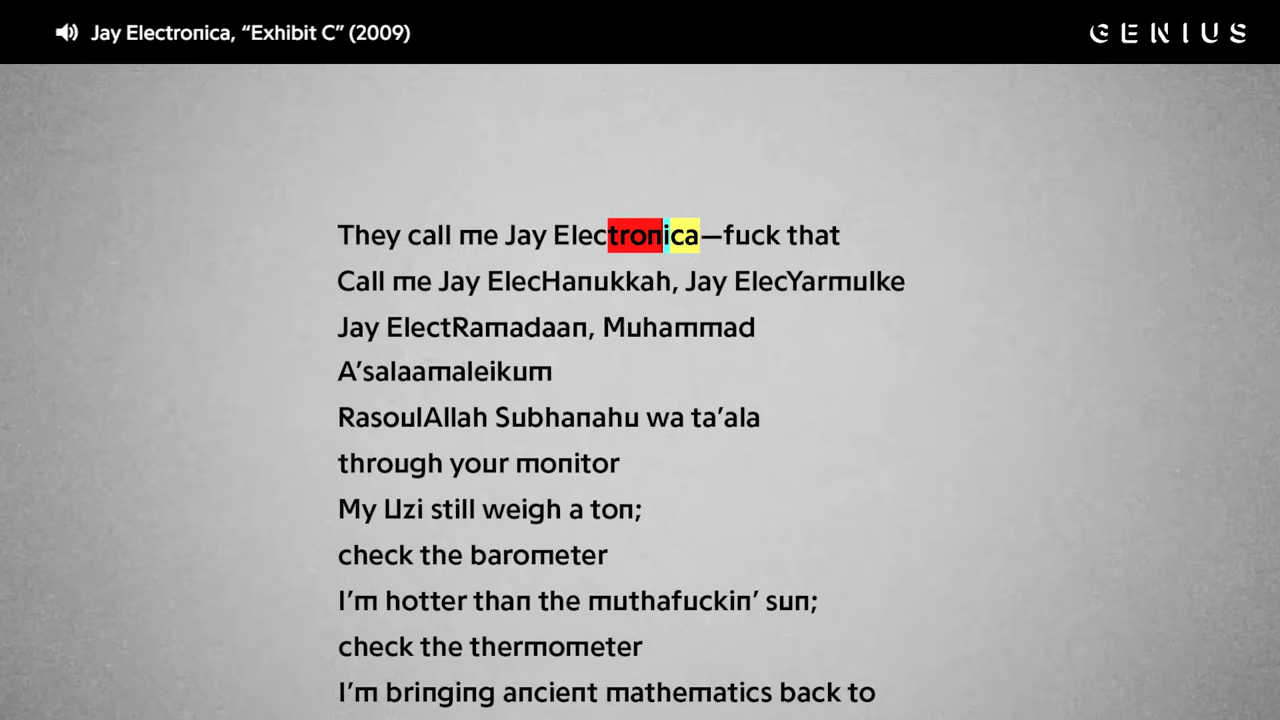 Jay Electronica, “Exhibit C” (2009)
GENIUS
They call me Jay Electronica—fuck that
Call me Jay ElecHanukkah, Jay ElecYarmulke
Jay ElectRamadaan, Muhammad
A’salaamaleikum
RasoulAllah Subhanahu wa ta’ala
through your monitor
My Uzi still weigh a ton;
check the barometer
I’m hotter than the muthafuckin’ sun;
check the thermometer
I’m bringing ancient mathematics back to